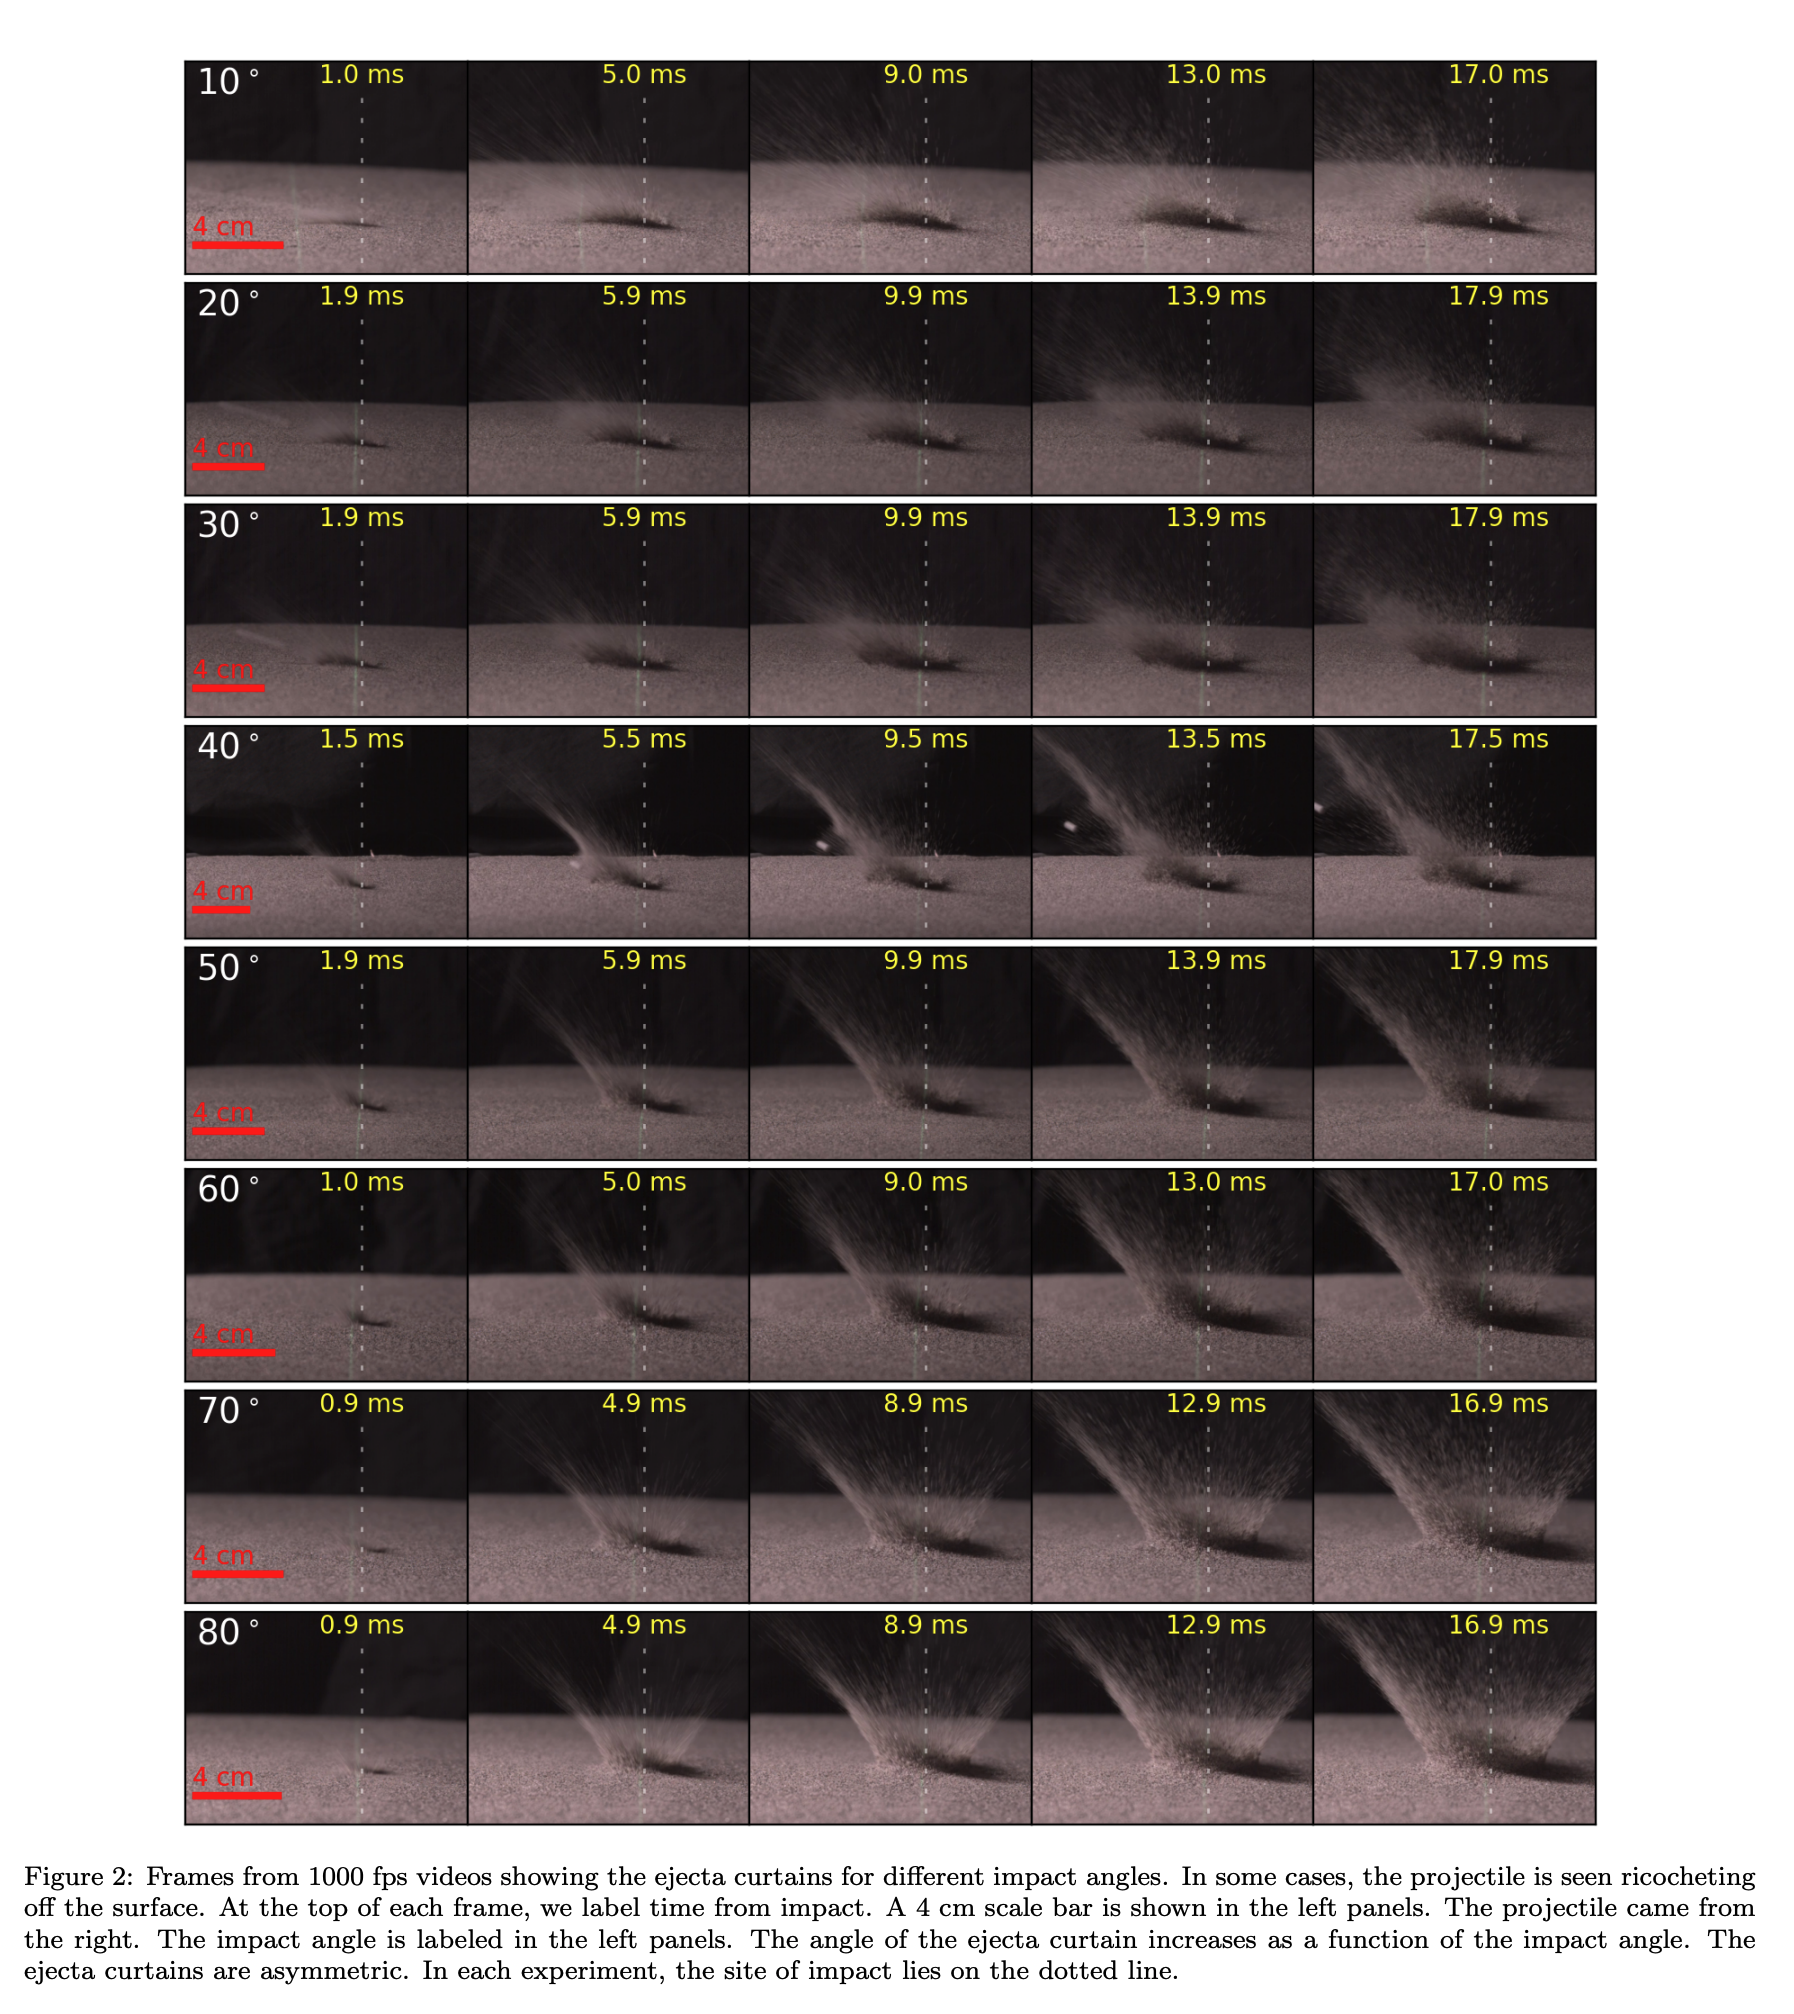 10 ° 1.0 ms 5.0 ms 9.0 ms 13.0 ms 17.0 ms
4 cm
20 ° 1.9 ms 5.9 ms 9.9 ms 13.9 ms 17.9 ms
4 cm
30 ° 1.9 ms 5.9 ms 9.9 ms 13.9 ms 17.9 ms
4 cm
40 ° 1.5 ms 5.5 ms 9.5 ms 13.5 ms 17.5 ms
4 cm
50 ° 1.9 ms 5.9 ms 9.9 ms 13.9 ms 17.9 ms
4 cm
60 ° 1.0 ms 5.0 ms 9.0 ms 13.0 ms 17.0 ms
4 cm
70 ° 0.9 ms 4.9 ms 8.9 ms 12.9 ms 16.9 ms
4 cm
80 ° 0.9 ms 4.9 ms 8.9 ms 12.9 ms 16.9 ms
4 cm
Figure 2: Frames from 1000 fps videos showing the ejecta curtains for different impact angles. In some cases, the projectile is seen ricocheting
off the surface. At the top of each frame, we label time from impact. A 4 cm scale bar is shown in the left panels. The projectile came from
the right. The impact angle is labeled in the left panels. The angle of the ejecta curtain increases as a function of the impact angle. The
ejecta curtains are asymmetric. In each experiment, the site of impact lies on the dotted line.